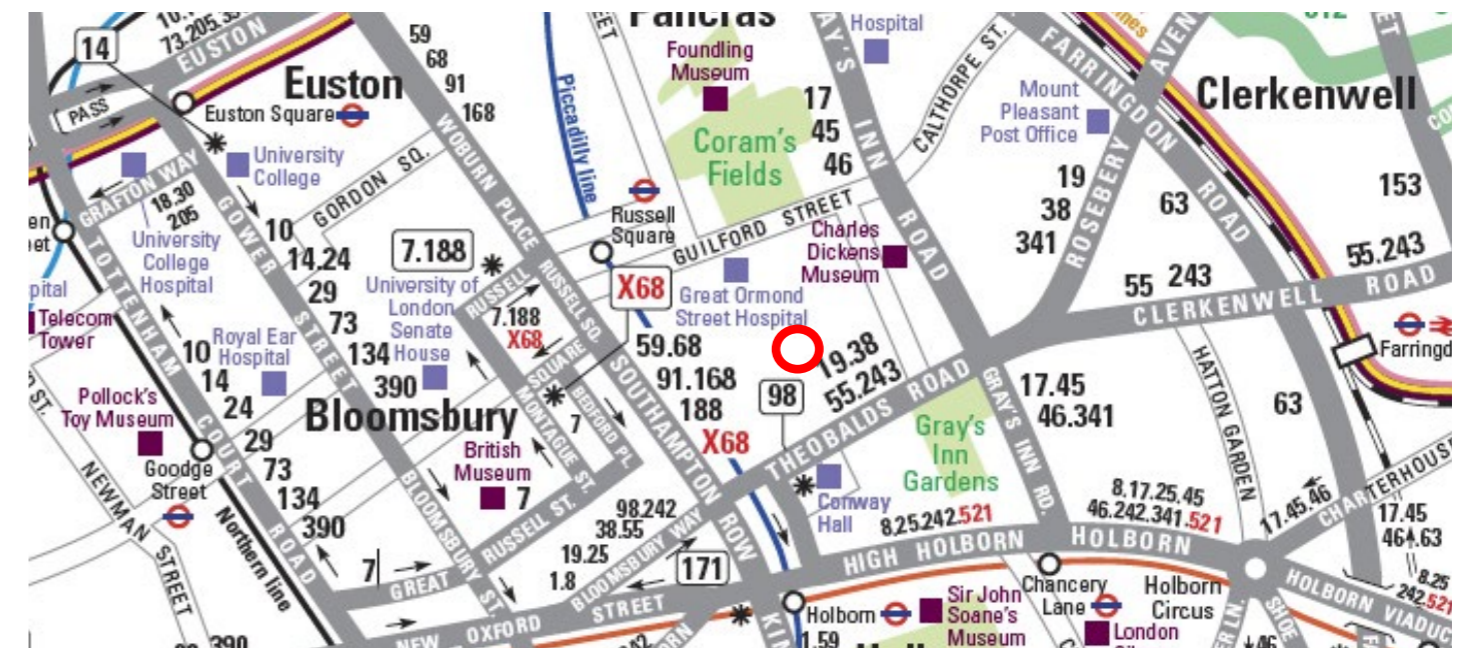 Pancras
14
73.205.
EUSTON
PASS
Euston
Euston Square
59
68
91
168
WOBURN PLACE
Piccadilly line
Foundling
Museum
Coram's
Fields
17
45
46
GRAY'S INN ROAD
Hospital
CALTHORPE ST.
FARRINGDON ROAD
Mount
Pleasant
Post Office
ROSEBERY AVEN
Clerkenwell
19
38
341
63
153
55.243
55 243
CLERKENWELL ROAD
Farringd
University
College
GORDON SQ.
GRAFTON WAY
18.30
205
University
College
Hospital
GOWER STREET
10
14.24
29
73
134
390
7.188
University of
London
Senate
House
RUSSELL
SQUARE
RUSSELL SQ.
7.188
X68
Russell
Square
X68
GUILFORD STREET
Charles
Dickens
Museum
Great Ormond
Street Hospital
Telecom
Tower
TOTTENHAM COURT ROAD
Royal Ear
Hospital
10
14
24
29
73
134
390
Pollock's
Toy Museum
Goodge
Street
NEWMAN STREET
Northern line
Bloomsbury
British
Museum
7
MONTAGUE ST.
BEDFORD PL.
7
SOUTHAMPTON ROW
59.68
91.168
188
X68
98
19.38
55.243
THEOBALDS ROAD
Gray's
Inn
Gardens
GRAY'S INN RD.
17.45
46.341
HATTON GARDEN
63
CHARTERHOUS
17.45.46
17.45
46.63
8.25
242.521
Conway
Hall
8.25.242.521
HIGH HOLBORN
8.17.25.45
46.242.341.521
HOLBORN
BLOOMSBURY ST.
GREAT RUSSELL ST.
7
98.242
38.55
19.25
1.8
BLOOMSBURY WAY
171
NEW OXFORD STREET
Holborn
1.59
Sir John
Soane's
Museum
Chancery
Lane
Holborn
Circus
HOLBORN VIADUC
SHOE
London
46
390